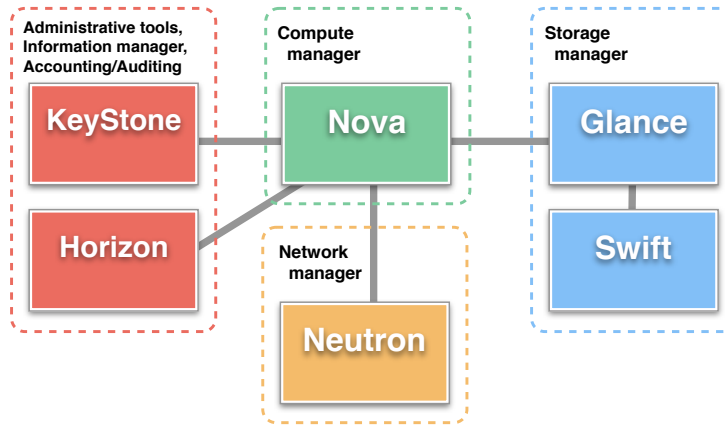 Administrative tools,
Information manager,
Accounting/Auditing
KeyStone
Horizon
Compute
manager
Nova
Network
manager
Neutron
Storage
manager
Glance
Swift